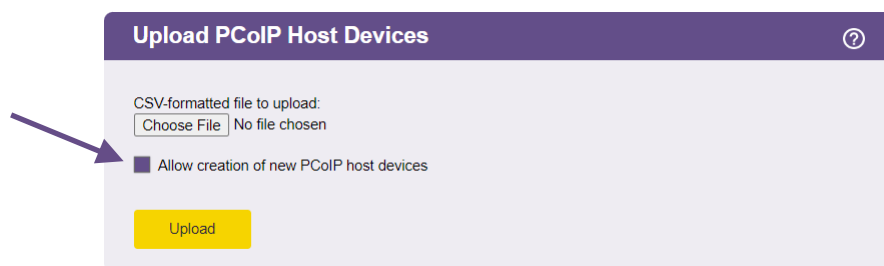 Upload PCoIP Host Devices
?
CSV-formatted file to upload:
Choose File No file chosen
Allow creation of new PCoIP host devices
Upload